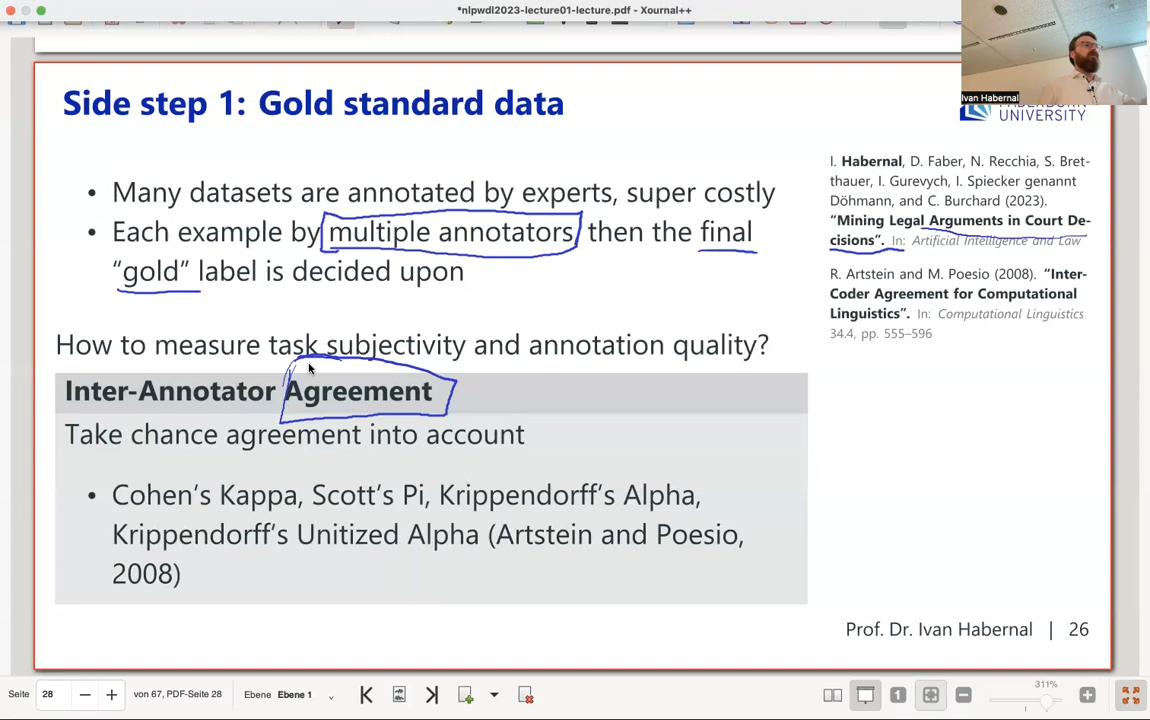 *nlpwdl2023-lecture01-lecture.pdf - Xournal++
Ivan Habernal
UNIVERSITY
Side step 1: Gold standard data
• Many datasets are annotated by experts, super costly
• Each example by multiple annotators, then the final
“gold” label is decided upon
How to measure task subjectivity and annotation quality?
Inter-Annotator Agreement
Take chance agreement into account
• Cohen’s Kappa, Scott’s Pi, Krippendorff’s Alpha,
Krippendorff’s Unitized Alpha (Artstein and Poesio,
2008)
I. Habernal, D. Faber, N. Recchia, S. Bret-
thauer, I. Gurevych, I. Spiecker genannt
Döhmann, and C. Burchard (2023).
“Mining Legal Arguments in Court De-
cisions”. In: Artificial Intelligence and Law
R. Artstein and M. Poesio (2008). “Inter-
Coder Agreement for Computational
Linguistics”. In: Computational Linguistics
34.4, pp. 555–596
Prof. Dr. Ivan Habernal | 26
Seite 28 von 67, PDF-Seite 28 Ebene Ebene 1 1 311%